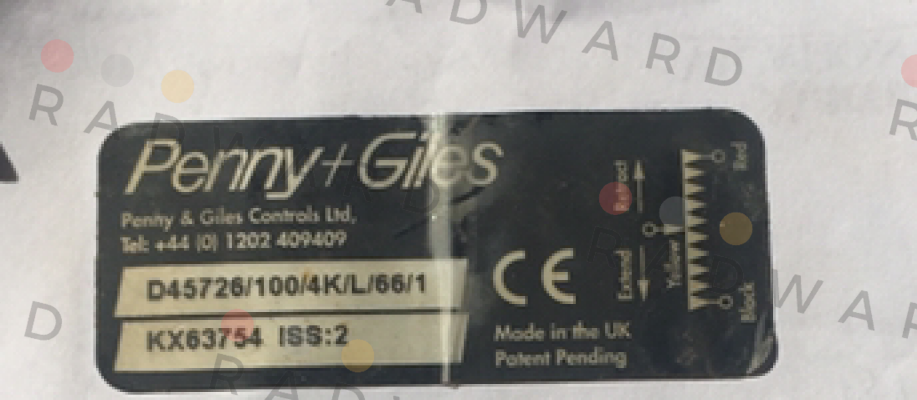 Penny+Giles
Penny & Giles Controls Ltd,
Tel: +44 (0) 1202 409409
D45726/100/4K/L/66/1
KX63754 ISS:2
CE
Made in the UK
Patent Pending
Retract
Extend
Yellow
Red
Black
RADWARD